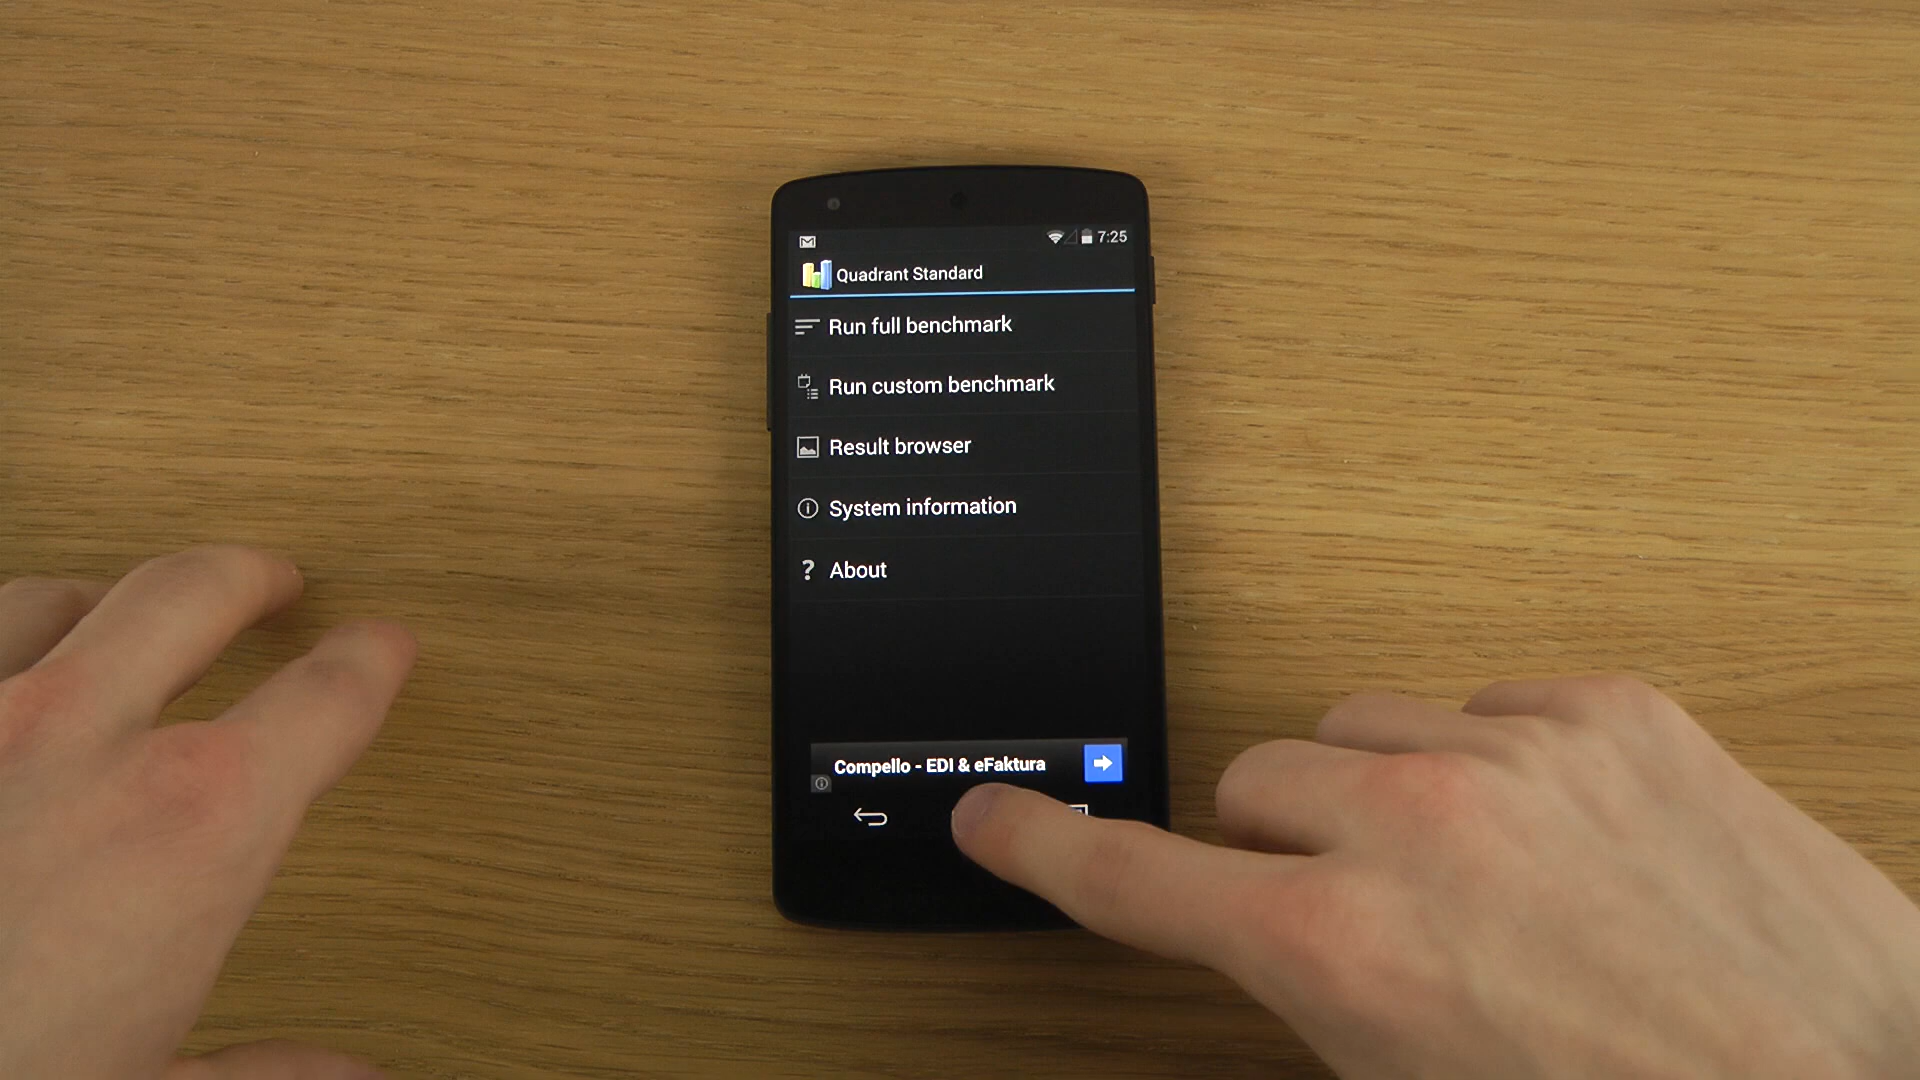 7:25
Quadrant Standard
Run full benchmark
Run custom benchmark
Result browser
System information
? About
Compello - EDI & eFaktura